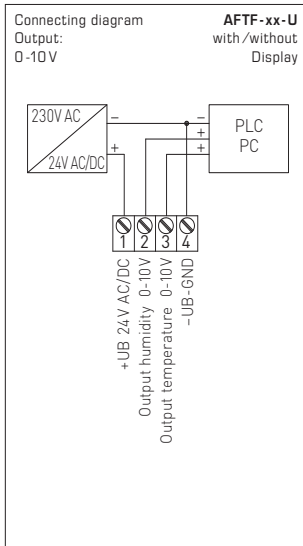 Connecting diagram
Output:
0-10 V
AFTF-xx-U
with/without
Display
230V AC
24V AC/DC
–
+
–
+
+
PLC
PC
1 2 3 4
+UB 24V AC/DC
Output humidity 0-10V
Output temperature 0-10V
–UB-GND